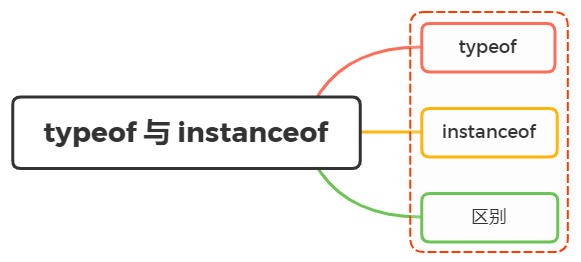 typeof 与 instanceof
typeof
instanceof
区别